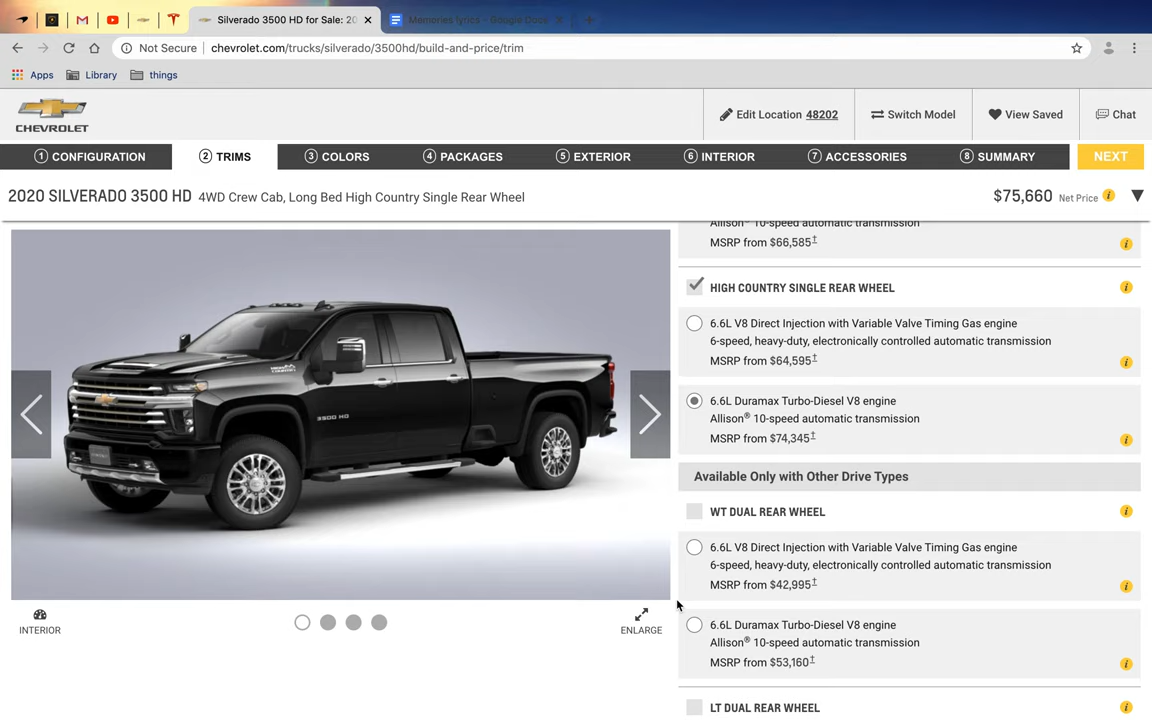 Silverado 3500 HD for Sale: 20
Memories lyrics - Google Docs
Not Secure
chevrolet.com/trucks/silverado/3500hd/build-and-price/trim
Apps
Library
things
CHEVROLET
Edit Location 48202
Switch Model
View Saved
Chat
1 CONFIGURATION
2 TRIMS
3 COLORS
4 PACKAGES
5 EXTERIOR
6 INTERIOR
7 ACCESSORIES
8 SUMMARY
NEXT
2020 SILVERADO 3500 HD 4WD Crew Cab, Long Bed High Country Single Rear Wheel
$75,660 Net Price
Allison® 10-speed automatic transmission
MSRP from $66,585†
HIGH COUNTRY SINGLE REAR WHEEL
6.6L V8 Direct Injection with Variable Valve Timing Gas engine
6-speed, heavy-duty, electronically controlled automatic transmission
MSRP from $64,595†
6.6L Duramax Turbo-Diesel V8 engine
Allison® 10-speed automatic transmission
MSRP from $74,345†
Available Only with Other Drive Types
WT DUAL REAR WHEEL
6.6L V8 Direct Injection with Variable Valve Timing Gas engine
6-speed, heavy-duty, electronically controlled automatic transmission
MSRP from $42,995†
6.6L Duramax Turbo-Diesel V8 engine
Allison® 10-speed automatic transmission
MSRP from $53,160†
LT DUAL REAR WHEEL
3500 HD
INTERIOR
ENLARGE